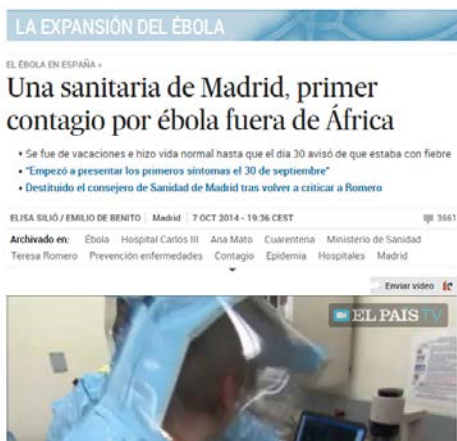 LA EXPANSIÓN DEL ÉBOLA
EL ÉBOLA EN ESPAÑA »
Una sanitaria de Madrid, primer
contagio por ébola fuera de África
• Se fue de vacaciones e hizo vida normal hasta que el día 30 avisó de que estaba con fiebre
• "Empezó a presentar los primeros síntomas el 30 de septiembre"
• Destituido el consejero de Sanidad de Madrid tras volver a criticar a Romero
ELISA SILIÓ / EMILIO DE BENITO | Madrid | 7 OCT 2014 - 19:36 CEST 3661
Archivado en: Ébola Hospital Carlos III Ana Mato Cuarentena Ministerio de Sanidad
Teresa Romero Prevención enfermedades Contagio Epidemia Hospitales Madrid
Enviar vídeo
EL PAÍS TV